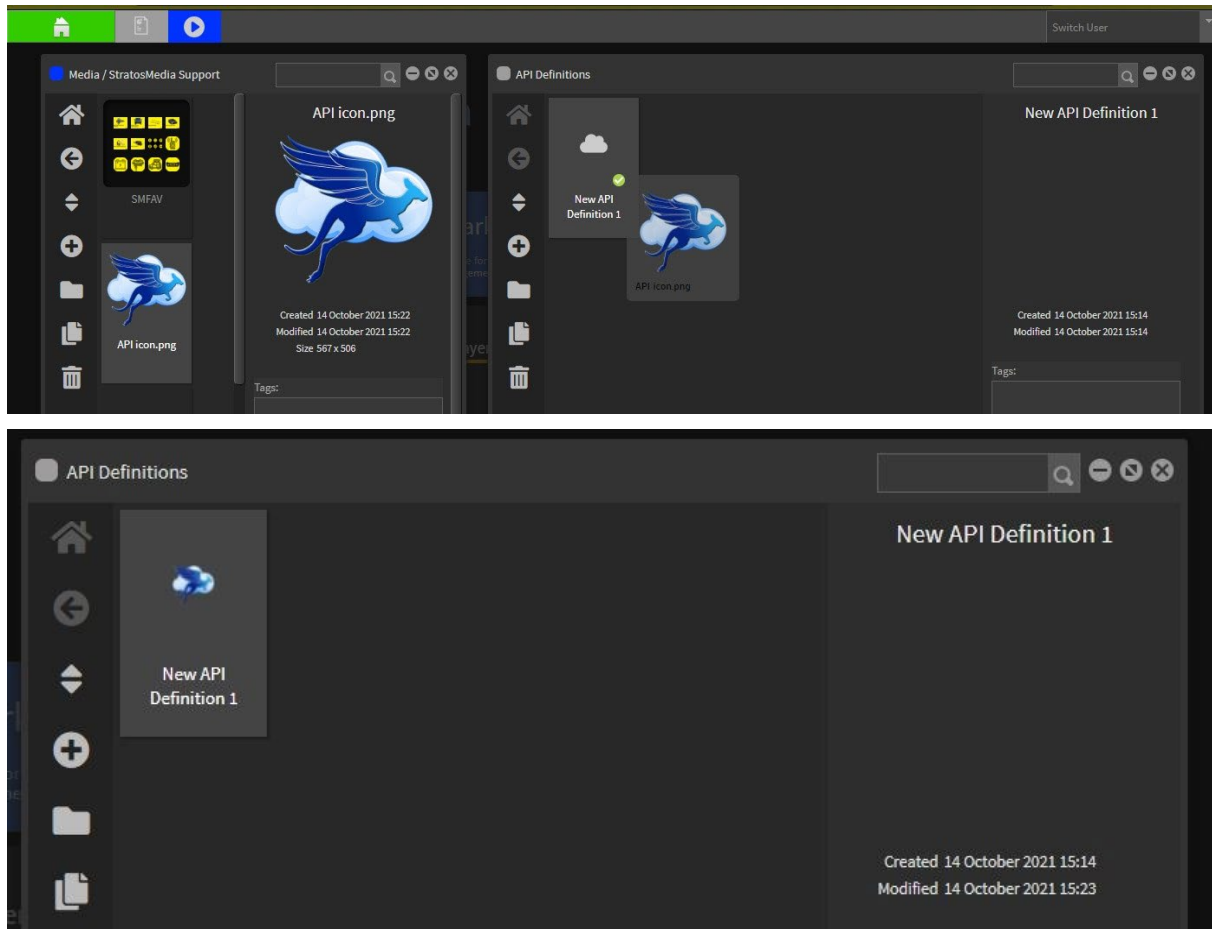 Switch User
Media / StratosMedia Support
API Definitions
API icon.png
New API Definition 1
SMFAV
New API
Definition 1
API icon.png
API icon.png
Created 14 October 2021 15:22
Modified 14 October 2021 15:22
Size 567 x 506
Created 14 October 2021 15:14
Modified 14 October 2021 15:14
Tags:
Tags:
API Definitions
New API Definition 1
New API
Definition 1
Created 14 October 2021 15:14
Modified 14 October 2021 15:23